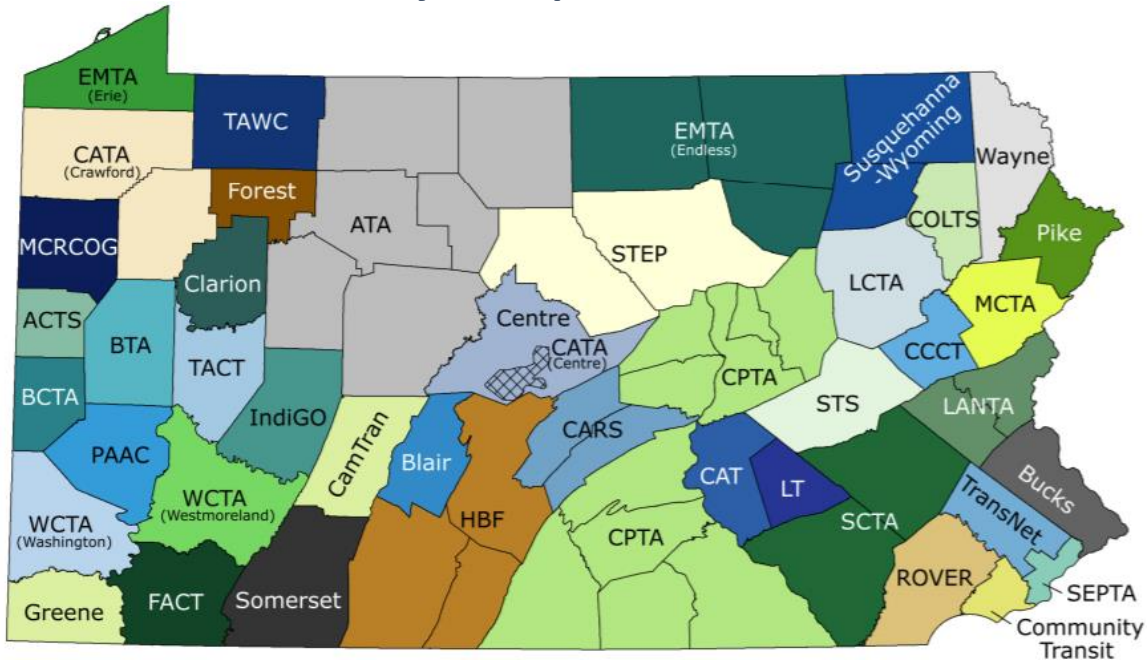 EMTA
(Erie)
TAWC
CATA
(Crawford)
EMTA
(Endless)
Susquehanna
-Wyoming
Wayne
Forest
ATA
COLTS
MCRCOG
STEP
Pike
Clarion
LCTA
ACTS
BTA
Centre
MCTA
CATA
(Centre)
CCCT
TACT
CPTA
BCTA
STS
LANTA
IndiGO
CARS
PAAC
CamTran
Blair
CAT
LT
Bucks
WCTA
(Westmoreland)
TransNet
WCTA
(Washington)
HBF
SCTA
CPTA
ROVER
Greene
FACT
Somerset
SEPTA
Community
Transit